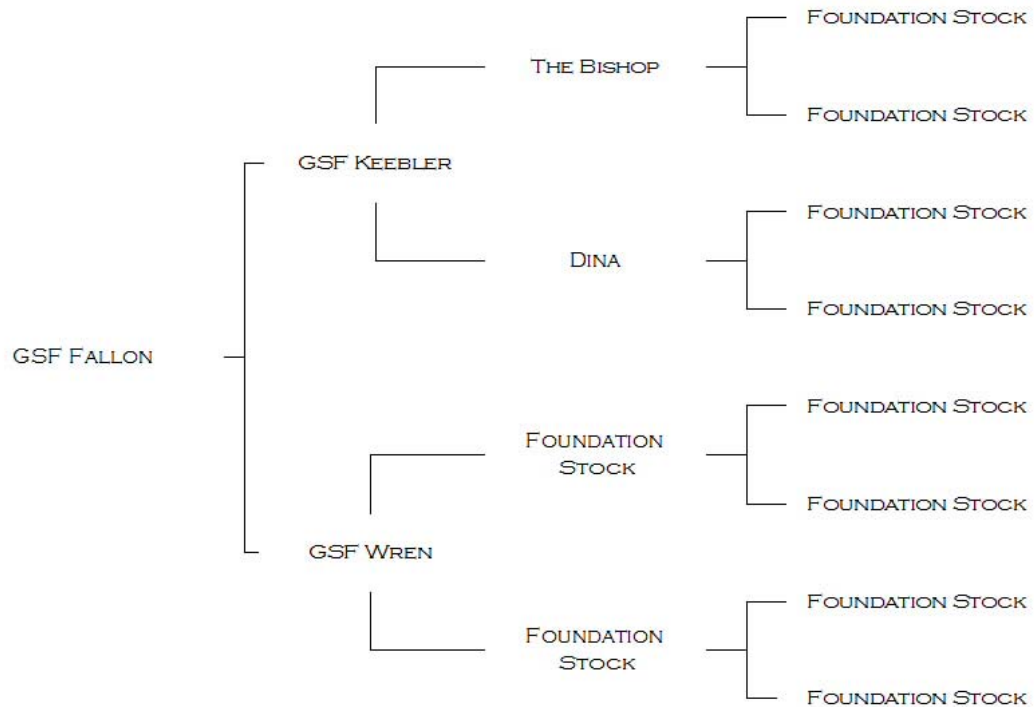 Foundation Stock
The Bishop
Foundation Stock
GSF Keebler
Foundation Stock
Dina
Foundation Stock
GSF Fallon
Foundation Stock
Foundation
Stock
Foundation Stock
GSF Wren
Foundation Stock
Foundation
Stock
Foundation Stock